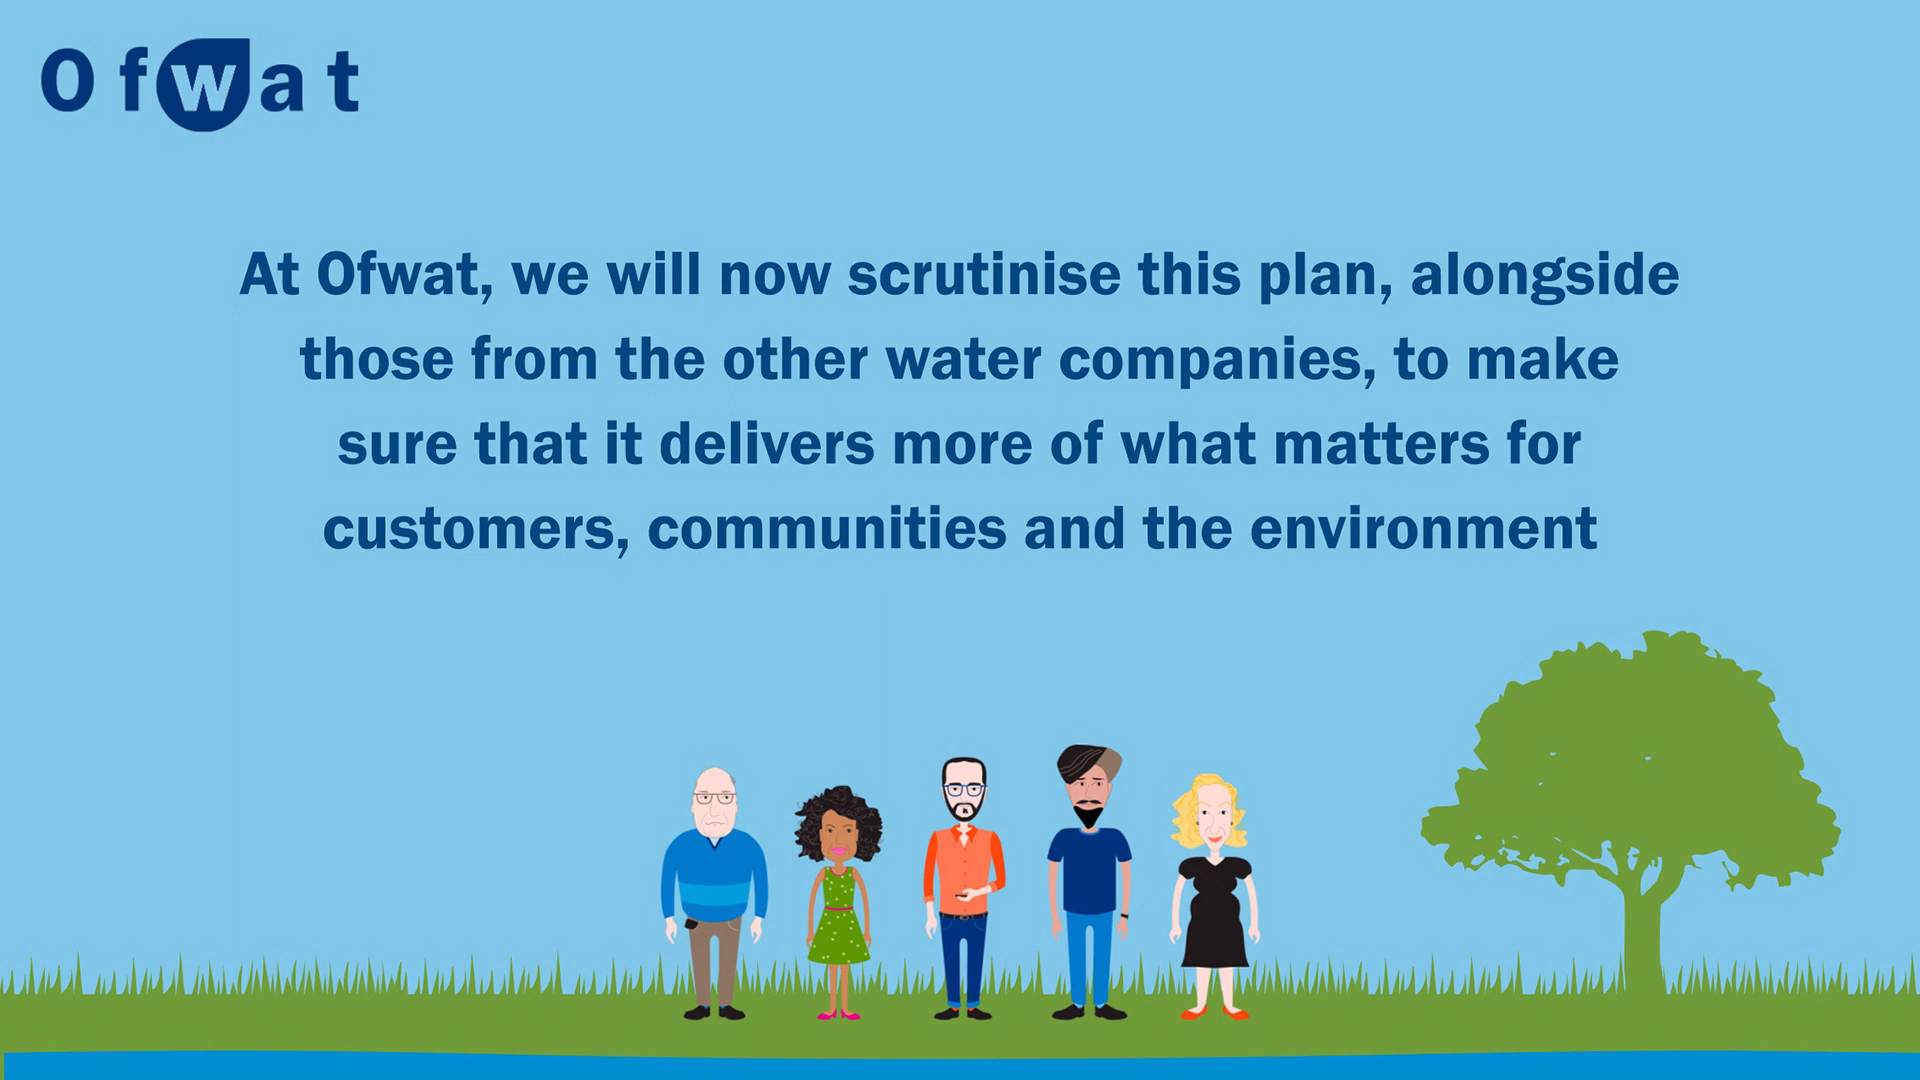 Ofwat
At Ofwat, we will now scrutinise this plan, alongside
those from the other water companies, to make
sure that it delivers more of what matters for
customers, communities and the environment